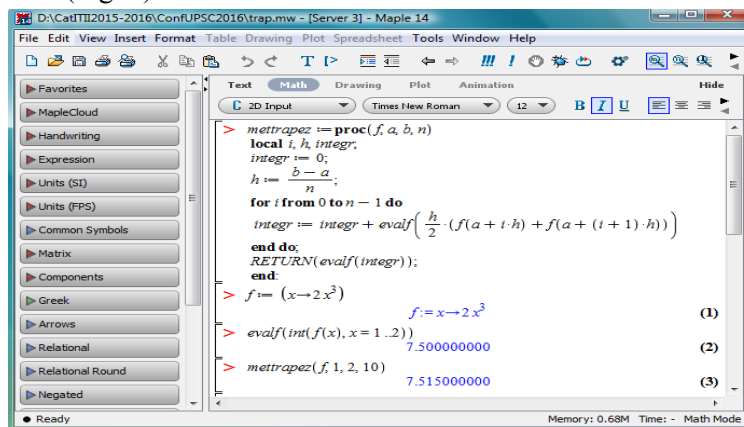 D:\CatITII2015-2016\ConfUPSC2016\trap.mw - [Server 3] - Maple 14
File Edit View Insert Format Table Drawing Plot Spreadsheet Tools Window Help
Text Math Drawing Plot Animation Hide
C 2D Input Times New Roman 12 B I U
Favorites
MapleCloud
Handwriting
Expression
Units (SI)
Units (FPS)
Common Symbols
Matrix
Components
Greek
Arrows
Relational
Relational Round
Negated
> mettrapez := proc(f, a, b, n)
local i, h, integr;
integr := 0;
h := (b − a)/n;
for i from 0 to n − 1 do
integr := integr + evalf(h/2·(f(a + i·h) + f(a + (i + 1)·h)))
end do;
RETURN(evalf(integr));
end:
> f := (x→2 x³)
f := x→2 x³ (1)
> evalf(int(f(x), x = 1 ..2))
7.500000000 (2)
> mettrapez(f, 1, 2, 10)
7.515000000 (3)
Ready Memory: 0.68M Time: - Math Mode